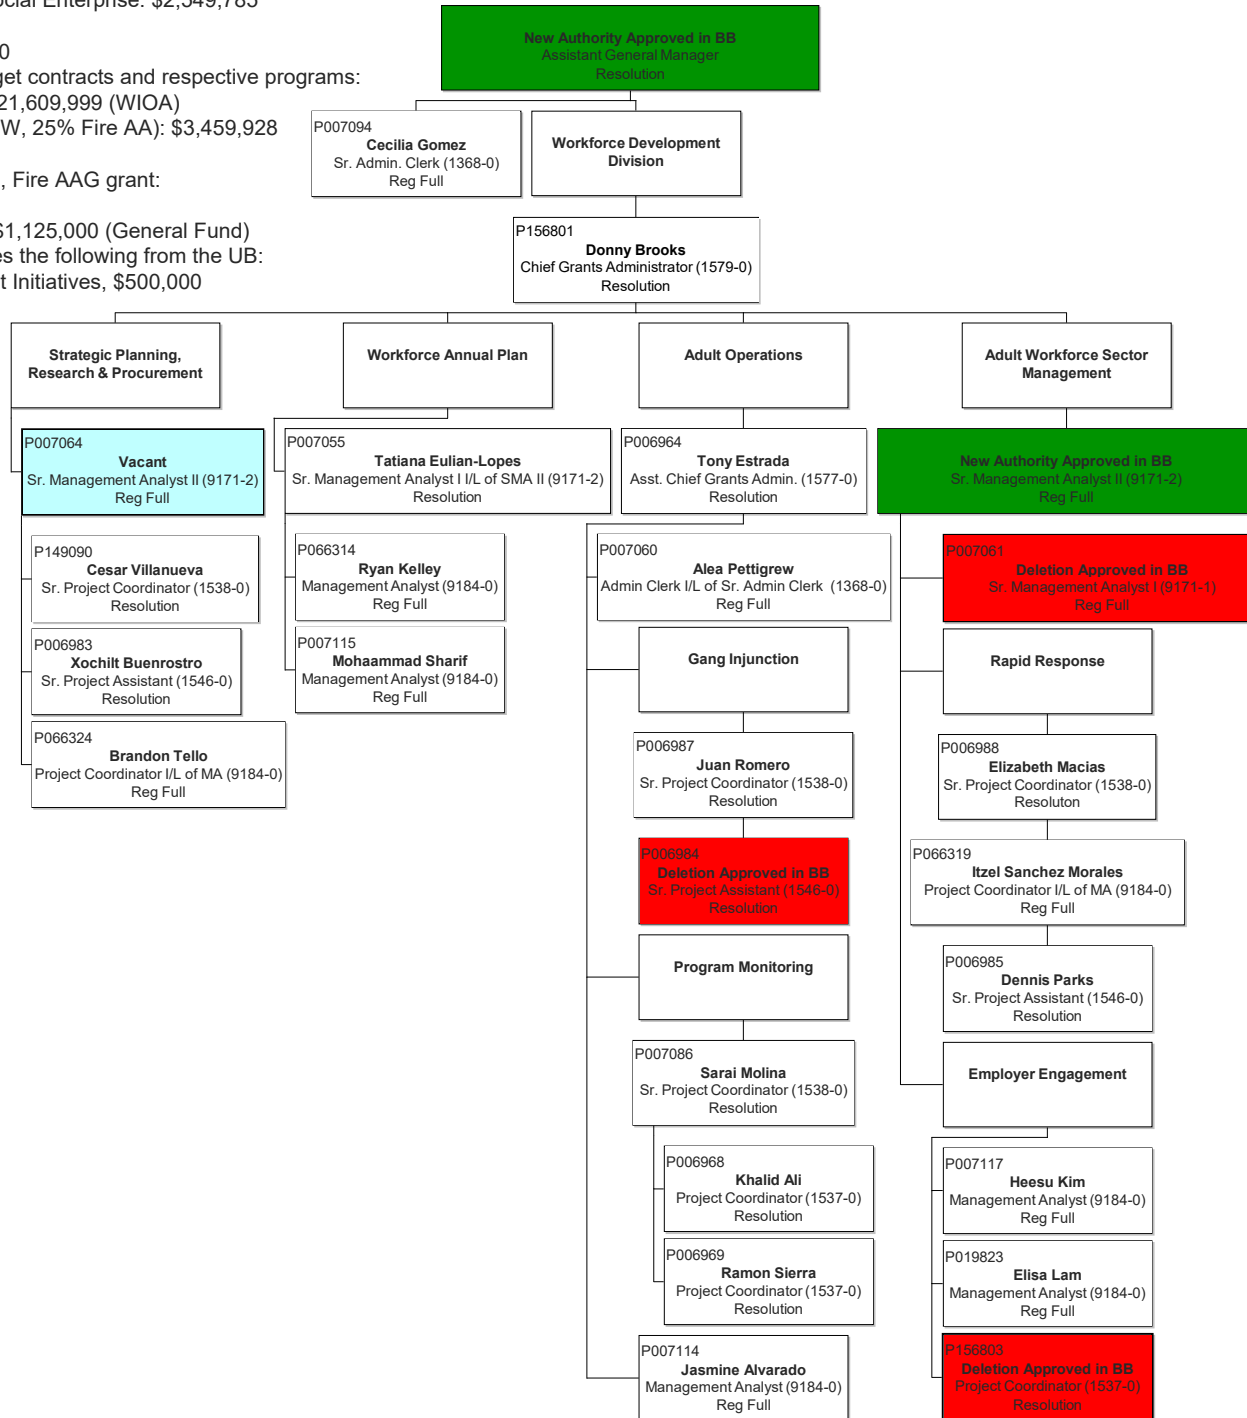 ocial Enterprise: $2,549,785
0
get contracts and respective programs:
21,609,999 (WIOA)
W, 25% Fire AA): $3,459,928
, Fire AAG grant:
$1,125,000 (General Fund)
es the following from the UB:
t Initiatives, $500,000
New Authority Approved in BB
Assistant General Manager
Resolution
P007094
Cecilia Gomez
Sr. Admin. Clerk (1368-0)
Reg Full
Workforce Development
Division
P156801
Donny Brooks
Chief Grants Administrator (1579-0)
Resolution
Strategic Planning,
Research & Procurement
P007064
Vacant
Sr. Management Analyst II (9171-2)
Reg Full
P149090
Cesar Villanueva
Sr. Project Coordinator (1538-0)
Resolution
P006983
Xochilt Buenrostro
Sr. Project Assistant (1546-0)
Resolution
P066324
Brandon Tello
Project Coordinator I/L of MA (9184-0)
Reg Full
Workforce Annual Plan
P007055
Tatiana Eulian-Lopes
Sr. Management Analyst I I/L of SMA II (9171-2)
Resolution
P066314
Ryan Kelley
Management Analyst (9184-0)
Reg Full
P007115
Mohaammad Sharif
Management Analyst (9184-0)
Reg Full
Adult Operations
P006964
Tony Estrada
Asst. Chief Grants Admin. (1577-0)
Resolution
P007060
Alea Pettigrew
Admin Clerk I/L of Sr. Admin Clerk (1368-0)
Reg Full
Gang Injunction
P006987
Juan Romero
Sr. Project Coordinator (1538-0)
Resolution
P006984
Deletion Approved in BB
Sr. Project Assistant (1546-0)
Resolution
Program Monitoring
P007086
Sarai Molina
Sr. Project Coordinator (1538-0)
Resolution
P006968
Khalid Ali
Project Coordinator (1537-0)
Resolution
P006969
Ramon Sierra
Project Coordinator (1537-0)
Resolution
P007114
Jasmine Alvarado
Management Analyst (9184-0)
Reg Full
Adult Workforce Sector
Management
New Authority Approved in BB
Sr. Management Analyst II (9171-2)
Reg Full
P007061
Deletion Approved in BB
Sr. Management Analyst I (9171-1)
Reg Full
Rapid Response
P006988
Elizabeth Macias
Sr. Project Coordinator (1538-0)
Resoluton
P066319
Itzel Sanchez Morales
Project Coordinator I/L of MA (9184-0)
Reg Full
P006985
Dennis Parks
Sr. Project Assistant (1546-0)
Resolution
Employer Engagement
P007117
Heesu Kim
Management Analyst (9184-0)
Reg Full
P019823
Elisa Lam
Management Analyst (9184-0)
Reg Full
P156803
Deletion Approved in BB
Project Coordinator (1537-0)
Resolution